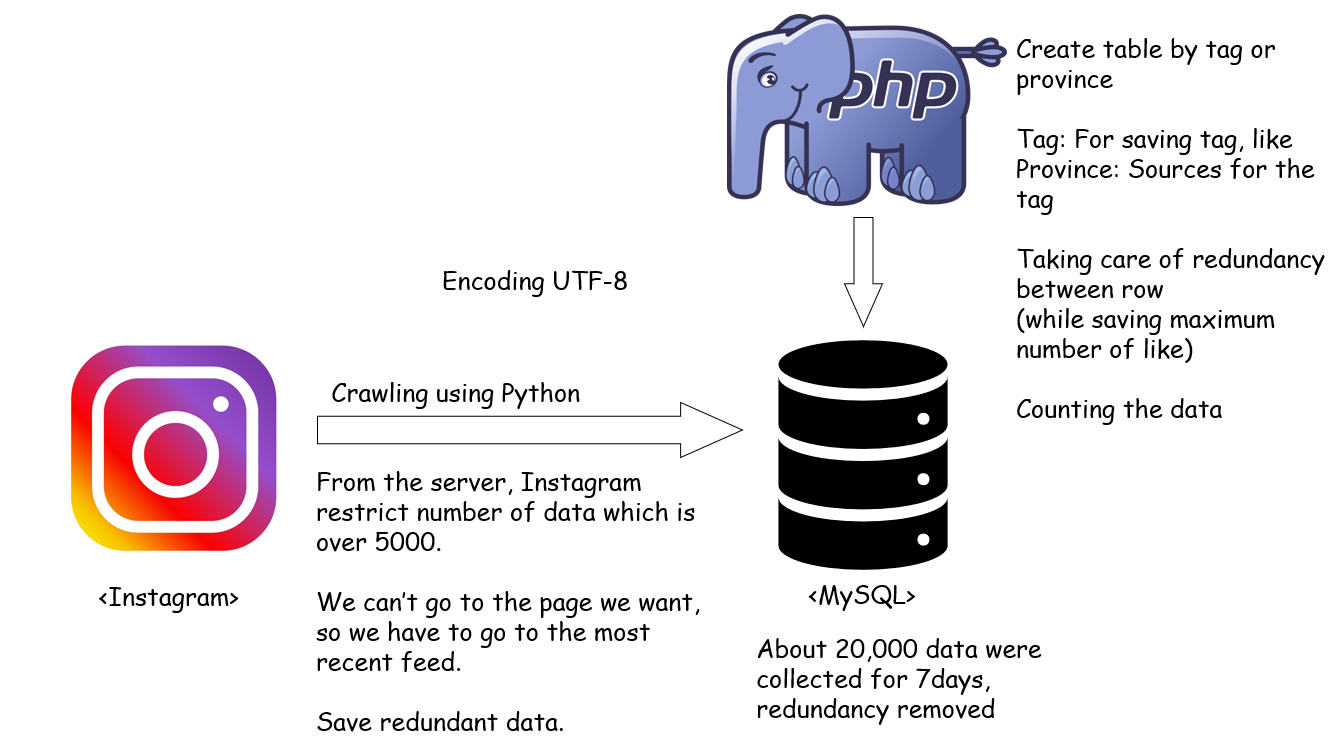 php
Create table by tag or
province
Tag: For saving tag, like
Province: Sources for the
tag
Taking care of redundancy
between row
(while saving maximum
number of like)
Counting the data
Encoding UTF-8
Crawling using Python
From the server, Instagram
restrict number of data which is
over 5000.
We can't go to the page we want,
so we have to go to the most
recent feed.
Save redundant data.
<Instagram>
<MySQL>
About 20,000 data were
collected for 7days,
redundancy removed